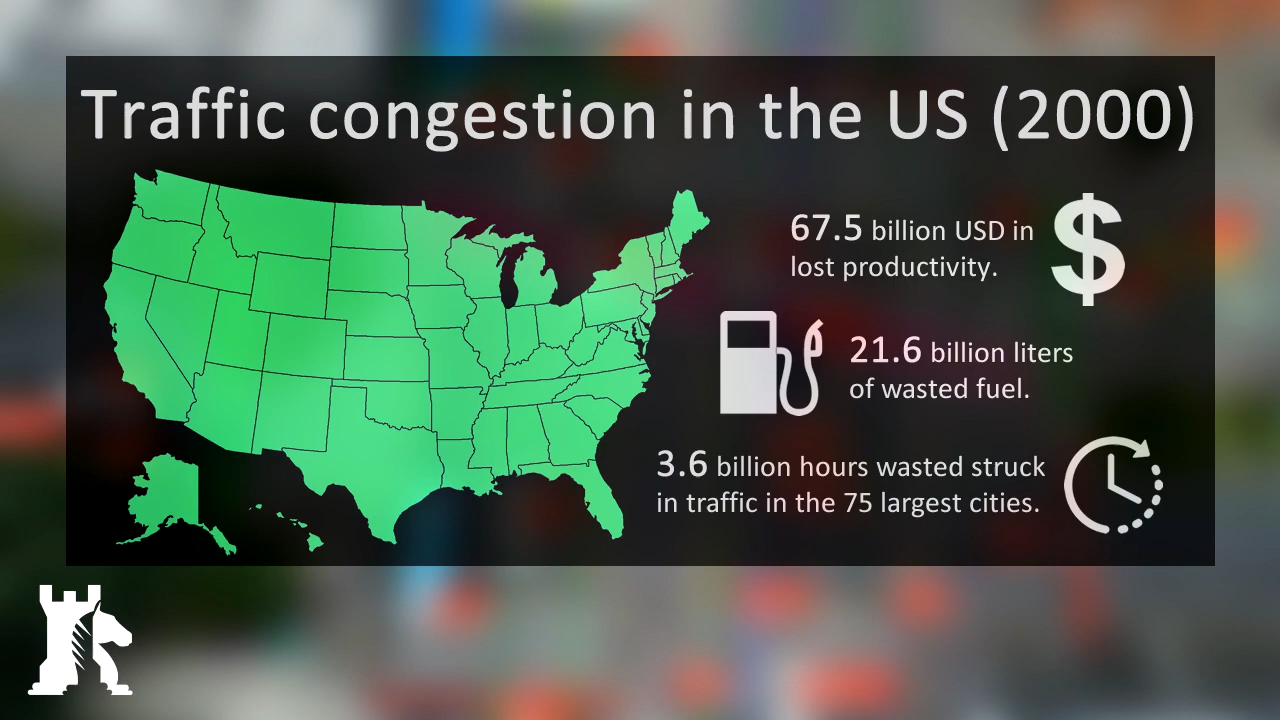 Traffic congestion in the US (2000)
67.5 billion USD in
lost productivity.
$
21.6 billion liters
of wasted fuel.
3.6 billion hours wasted struck
in traffic in the 75 largest cities.